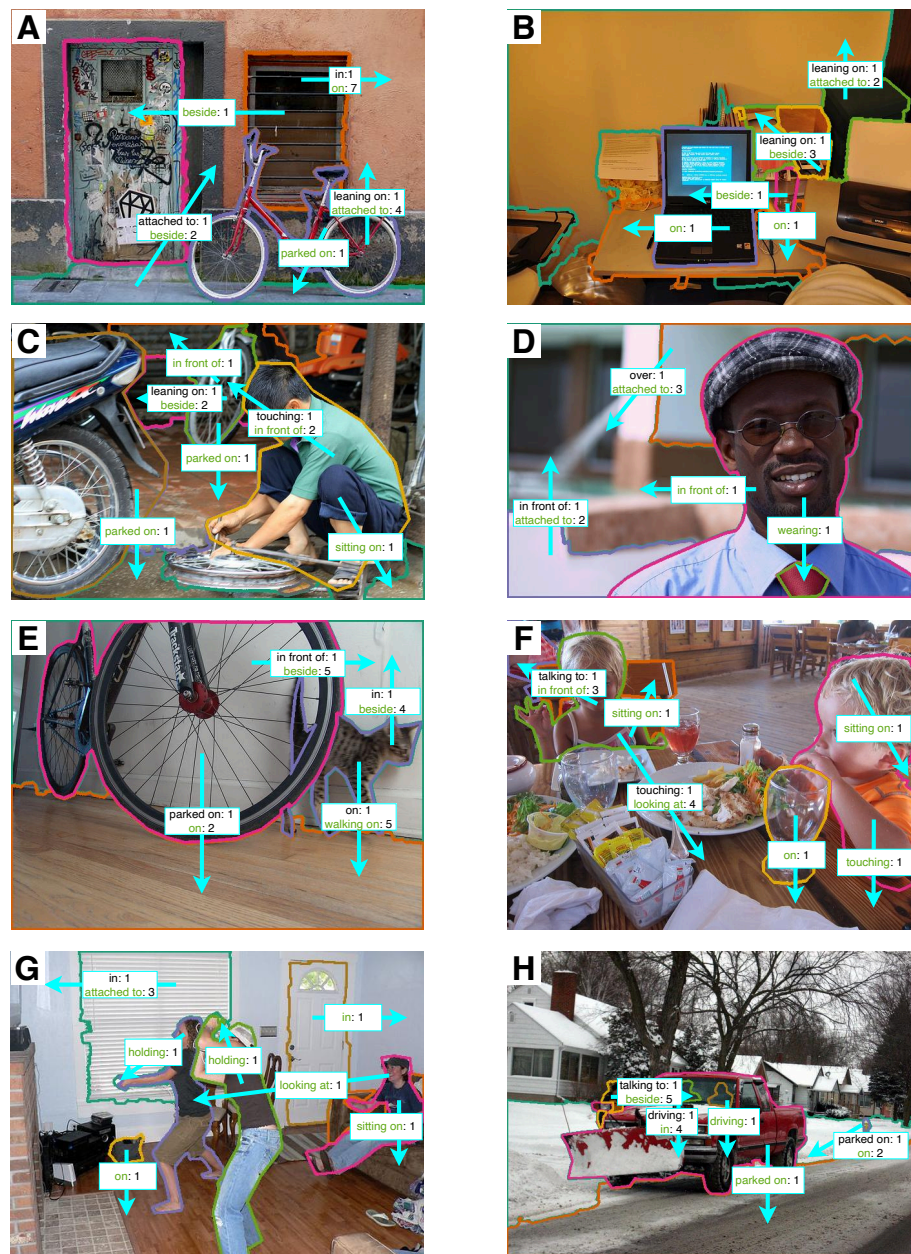 A
in:1
on: 7
beside: 1
leaning on: 1
attached to: 4
attached to: 1
beside: 2
parked on: 1
B
leaning on: 1
attached to: 2
leaning on: 1
beside: 3
beside: 1
on: 1
on: 1
C
in front of: 1
leaning on: 1
beside: 2
touching: 1
in front of: 2
parked on: 1
parked on: 1
sitting on: 1
D
over: 1
attached to: 3
in front of: 1
in front of: 1
attached to: 2
wearing: 1
E
in front of: 1
beside: 5
in: 1
beside: 4
parked on: 1
on: 2
on: 1
walking on: 5
F
talking to: 1
in front of: 3
sitting on: 1
sitting on: 1
touching: 1
looking at: 4
on: 1
touching: 1
G
in: 1
attached to: 3
in: 1
holding: 1
holding: 1
looking at: 1
sitting on: 1
on: 1
H
talking to: 1
beside: 5
driving: 1
in: 4
driving: 1
parked on: 1
on: 2
parked on: 1